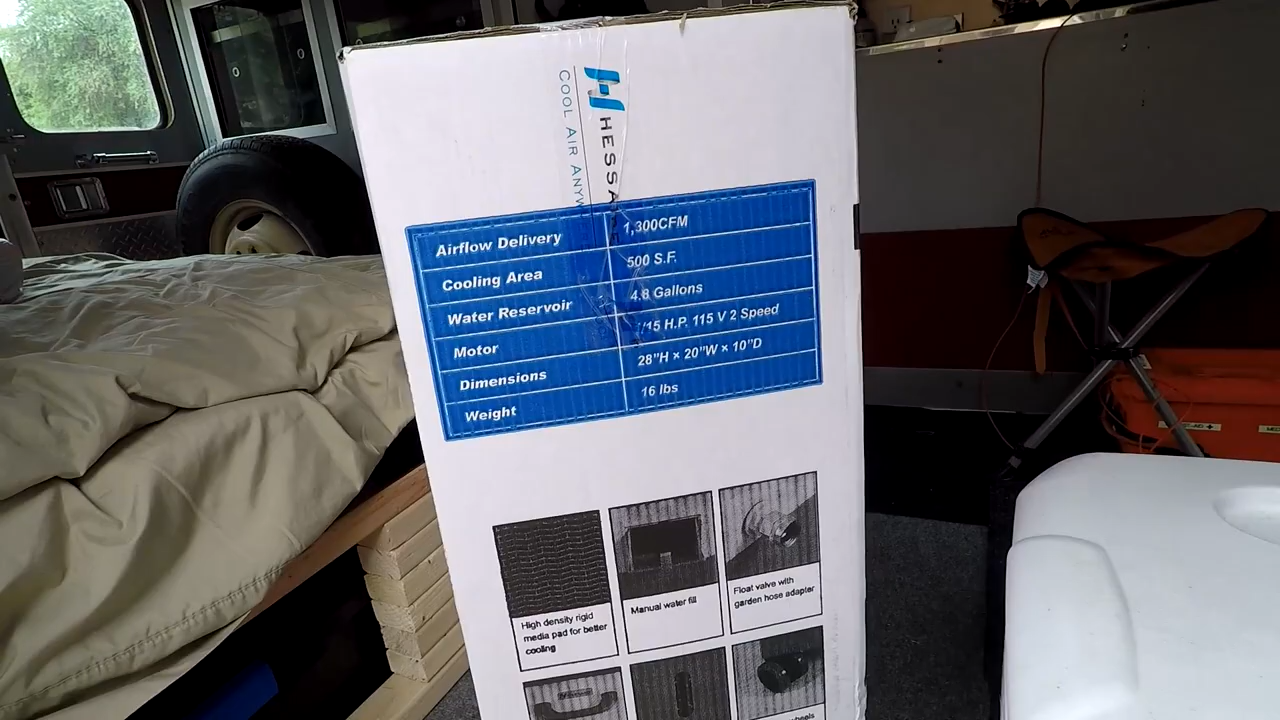 HESSA
COOL AIR ANYW
Airflow Delivery 1,300CFM
Cooling Area 500 S.F.
Water Reservoir 4.8 Gallons
Motor 1/15 H.P. 115 V 2 Speed
Dimensions 28"H × 20"W × 10"D
Weight 16 lbs
High density rigid
media pad for better
cooling
Manual water fill
Float valve with
garden hose adapter